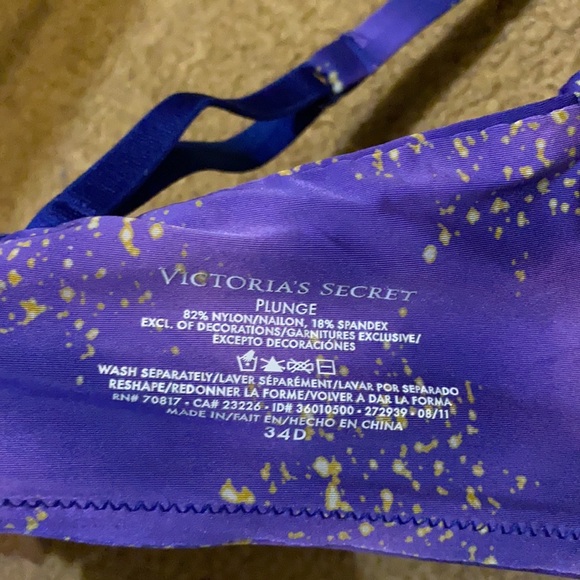 VICTORIA'S SECRET
PLUNGE
82% NYLON/NAILON, 18% SPANDEX
EXCL. OF DECORATIONS/GARNITURES EXCLUSIVE/
EXCEPTO DECORACIÓNES
WASH SEPARATELY/LAVER SÉPARÉMENT/LAVAR POR SEPARADO
RESHAPE/REDONNER LA FORME/VOLVER A DAR LA FORMA
RN# 70817 • CA# 23226 • ID# 36010500 • 272939 • 08/11
MADE IN/FAIT EN/HECHO EN CHINA
34D